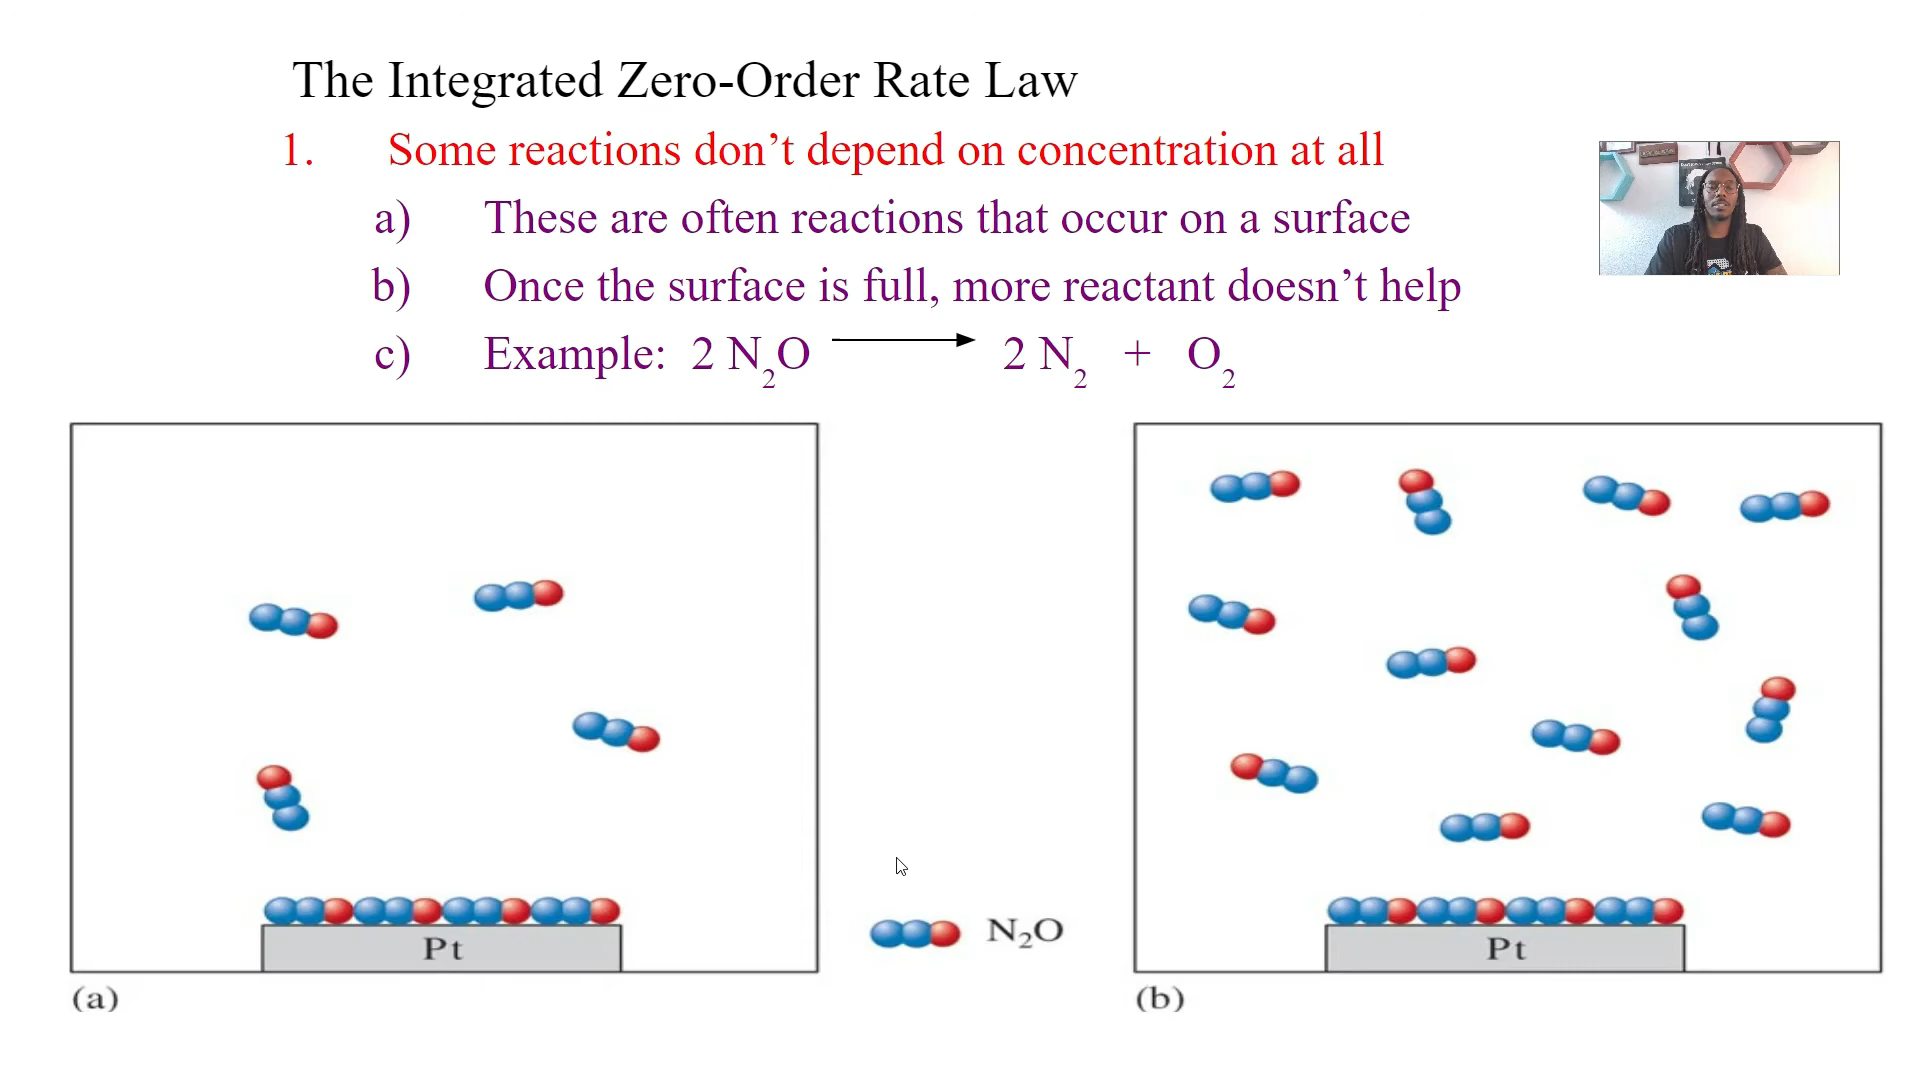 The Integrated Zero-Order Rate Law
1. Some reactions don’t depend on concentration at all
a) These are often reactions that occur on a surface
b) Once the surface is full, more reactant doesn’t help
c) Example: 2 N₂O ⟶ 2 N₂ + O₂
Pt
N₂O
Pt
(a)
(b)